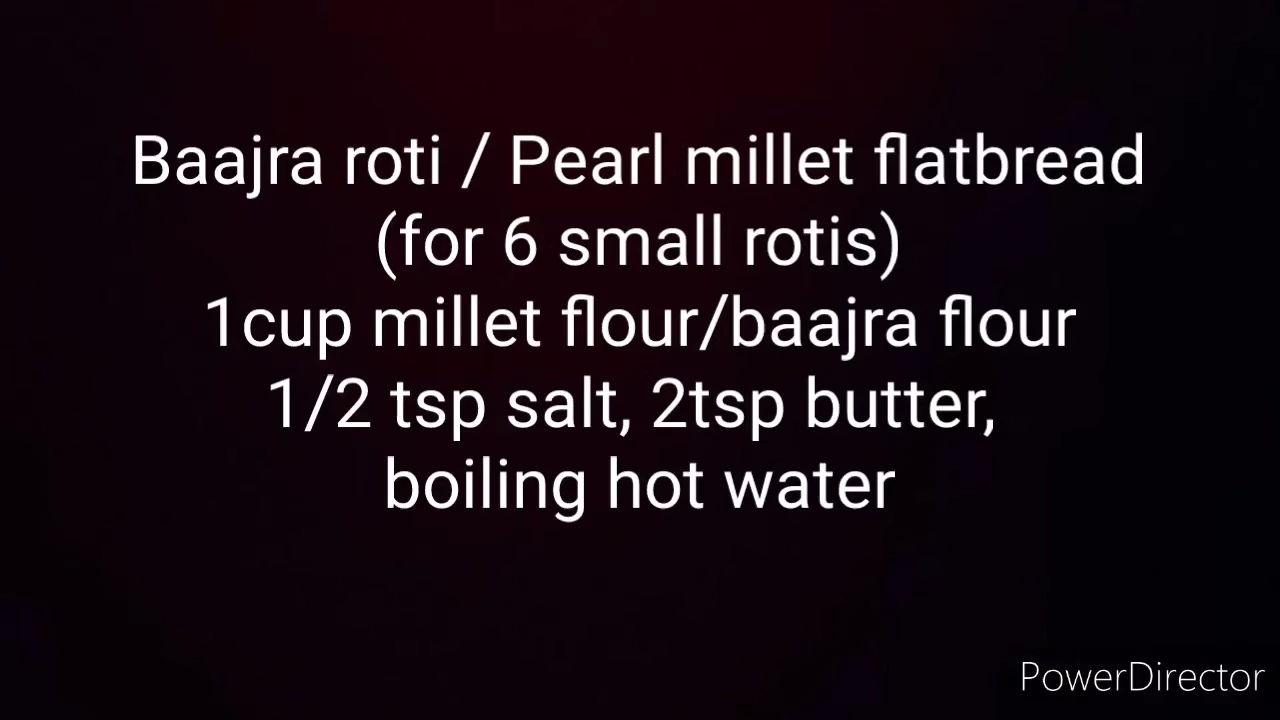 Baajra roti / Pearl millet flatbread
(for 6 small rotis)
1cup millet flour/baajra flour
1/2 tsp salt, 2tsp butter,
boiling hot water
PowerDirector